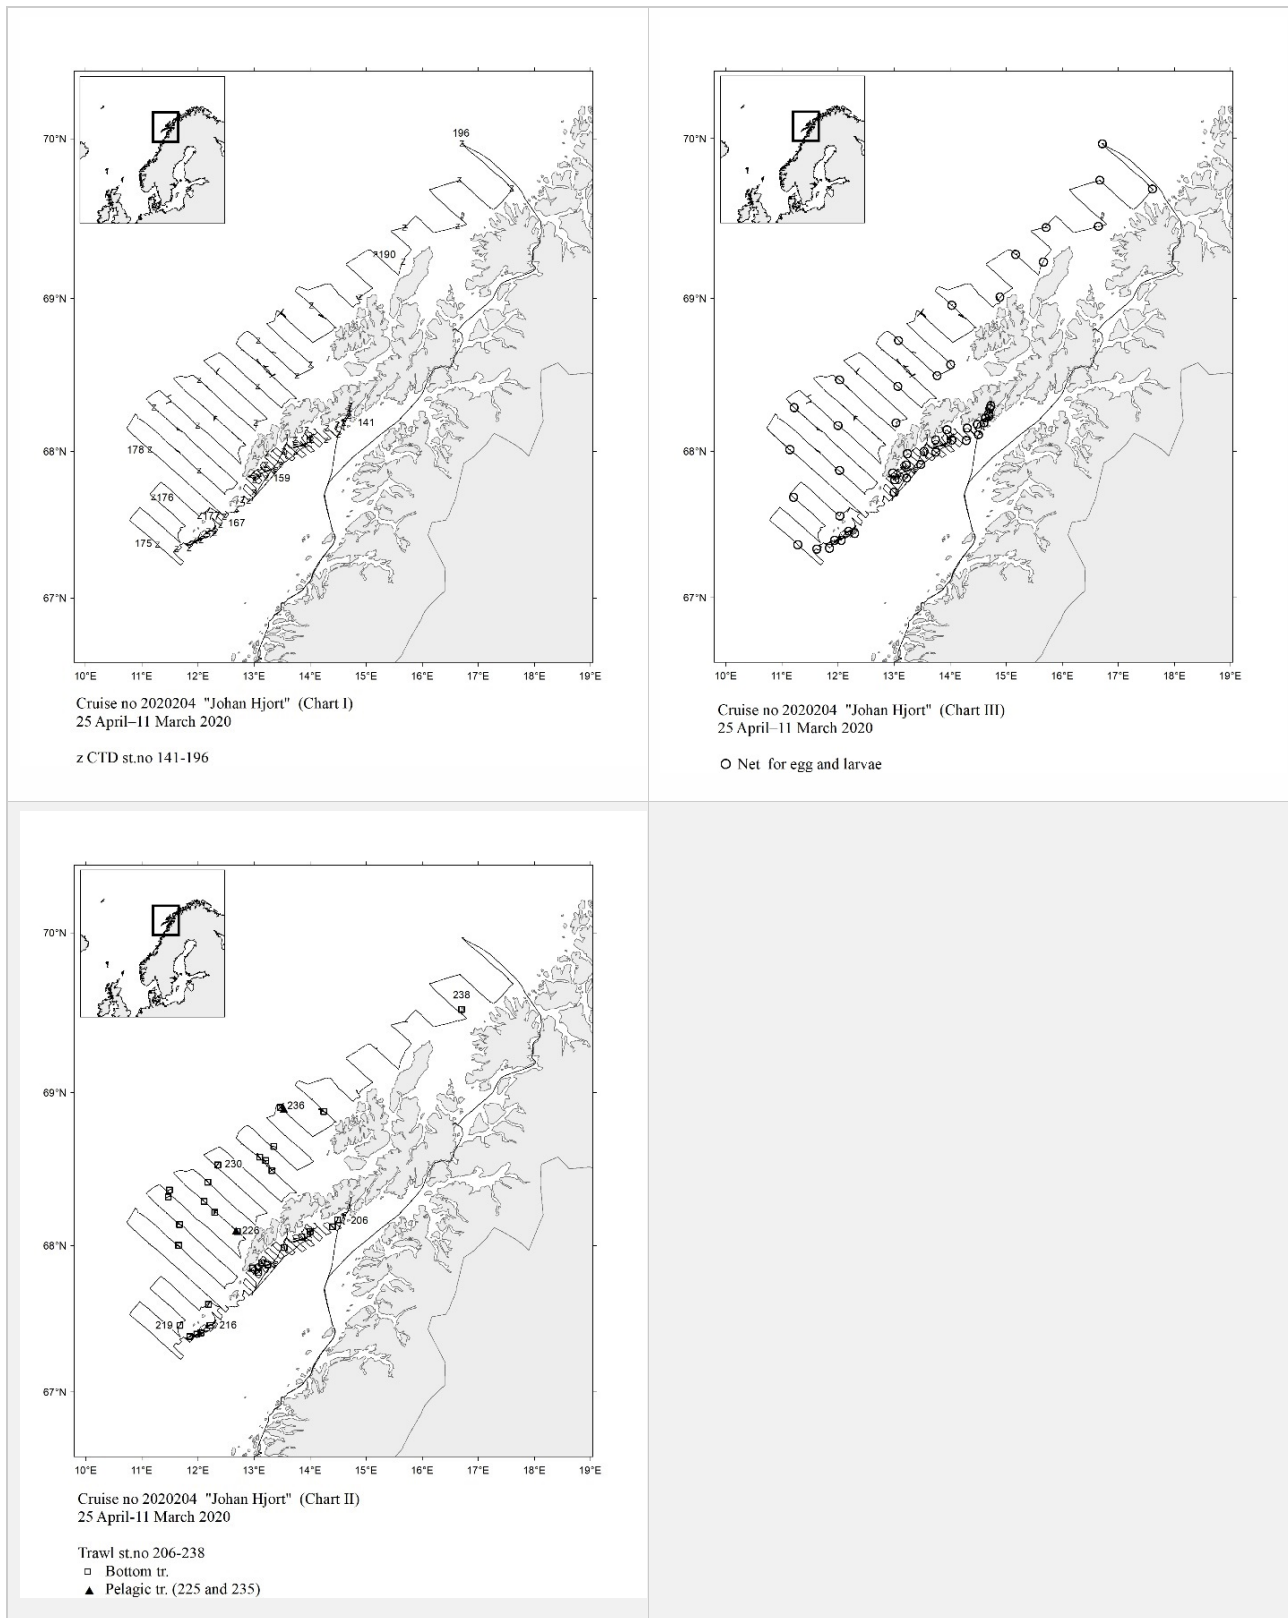 196
70°N
190
69°N
141
68°N
178
159
176
177
167
175
67°N
10°E 11°E 12°E 13°E 14°E 15°E 16°E 17°E 18°E 19°E
Cruise no 2020204 "Johan Hjort" (Chart I)
25 April–11 March 2020
z CTD st.no 141-196
70°N
69°N
68°N
67°N
10°E 11°E 12°E 13°E 14°E 15°E 16°E 17°E 18°E 19°E
Cruise no 2020204 "Johan Hjort" (Chart III)
25 April–11 March 2020
Net for egg and larvae
70°N
238
236
69°N
230
206
226
68°N
219
216
67°N
10°E 11°E 12°E 13°E 14°E 15°E 16°E 17°E 18°E 19°E
Cruise no 2020204 "Johan Hjort" (Chart II)
25 April-11 March 2020
Trawl st.no 206-238
Bottom tr.
Pelagic tr. (225 and 235)